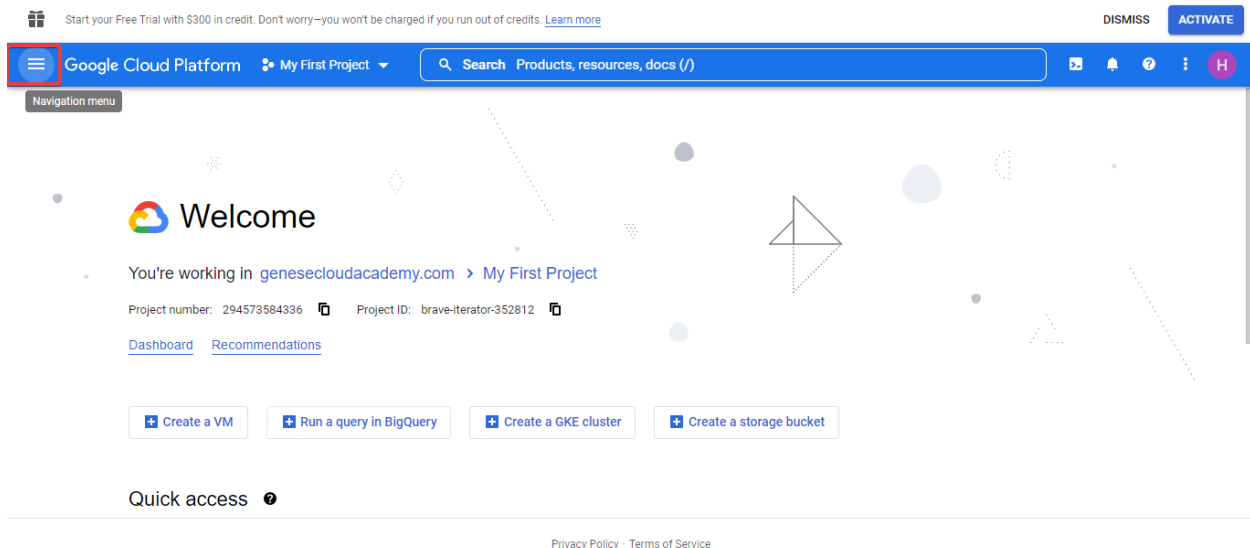 Start your Free Trial with $300 in credit. Don't worry—you won't be charged if you run out of credits. Learn more
DISMISS
ACTIVATE
Google Cloud Platform
My First Project
Search Products, resources, docs (/)
H
Navigation menu
Welcome
You're working in genesecloudacademy.com > My First Project
Project number: 294573584336
Project ID: brave-iterator-352812
Dashboard
Recommendations
Create a VM
Run a query in BigQuery
Create a GKE cluster
Create a storage bucket
Quick access
Privacy Policy · Terms of Service